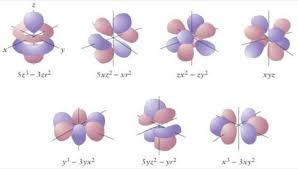 z
x y
5z³ − 3zr² 5xz² − xr² zx² − zy² xyz
y³ − 3yx² 5yz² − yr² x³ − 3xy²